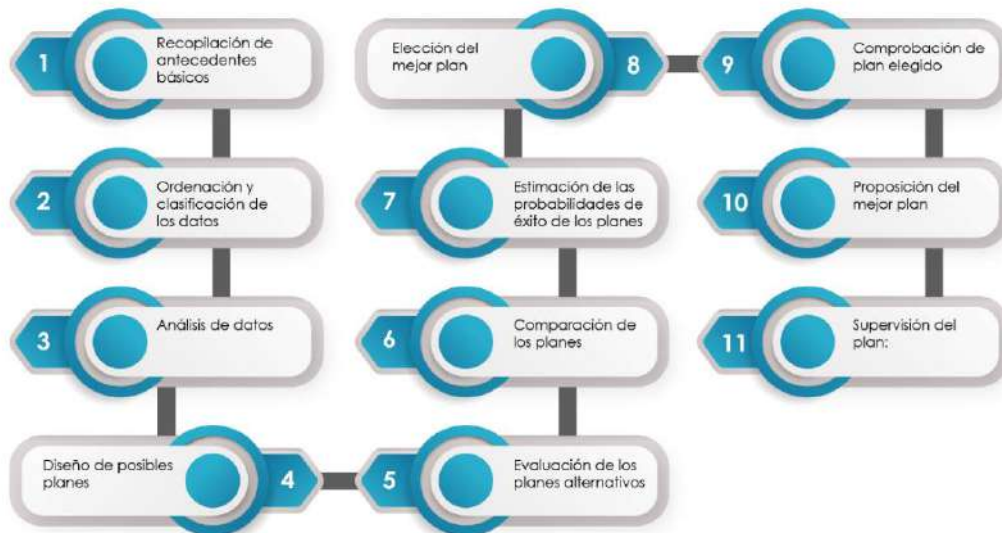 1
Recopilación de
antecedentes
básicos
2
Ordenación y
clasificación de
los datos
3
Análisis de datos
Diseño de posibles
planes
4
5
Evaluación de los
planes alternativos
6
Comparación de
los planes
7
Estimación de las
probabilidades de
éxito de los planes
Elección del
mejor plan
8
9
Comprobación de
plan elegido
10
Proposición del
mejor plan
11
Supervisión del
plan: